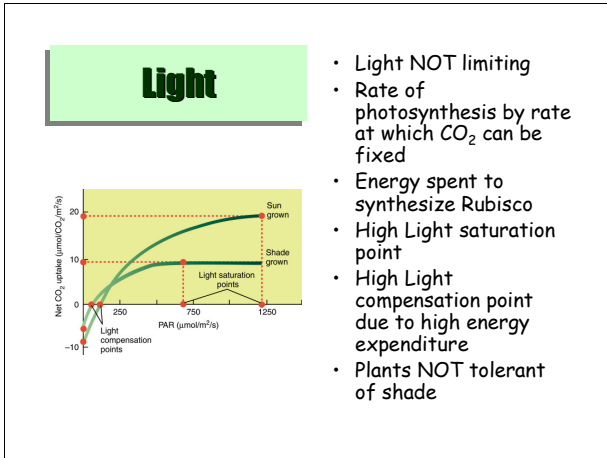 Light
• Light NOT limiting
• Rate of
photosynthesis by rate
at which CO₂ can be
fixed
• Energy spent to
synthesize Rubisco
• High Light saturation
point
• High Light
compensation point
due to high energy
expenditure
• Plants NOT tolerant
of shade
Net CO₂ uptake (μmol/CO₂/m²/s)
20
10
0
–10
Sun
grown
Shade
grown
Light saturation
points
250
750
1250
PAR (μmol/m²/s)
Light
compensation
points